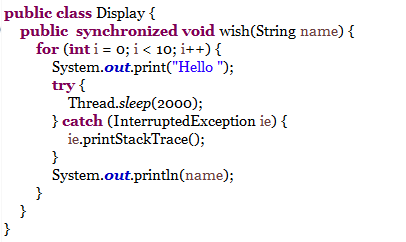 public class Display {
public  synchronized void wish(String name) {
for (int i = 0; i < 10; i++) {
System.out.print("Hello ");
try {
Thread.sleep(2000);
} catch (InterruptedException ie) {
ie.printStackTrace();
}
System.out.println(name);
}
}
}